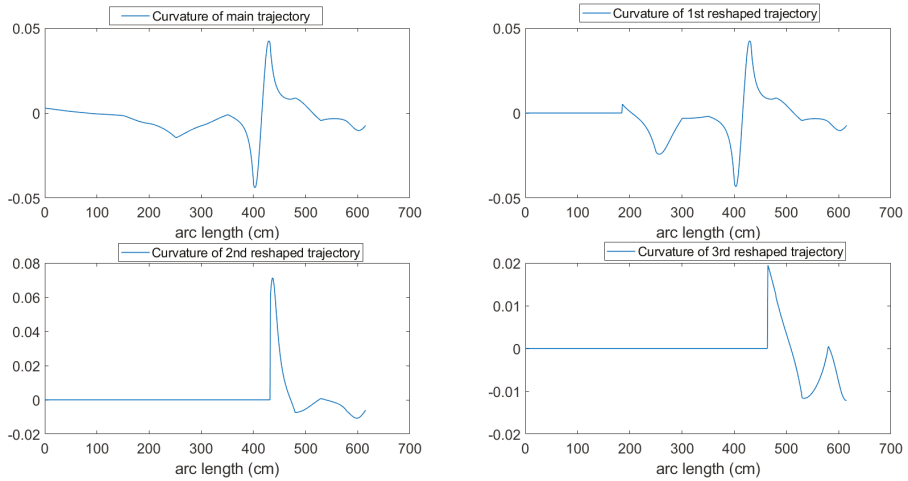 Curvature of main trajectory
0.05
0
-0.05
0 100 200 300 400 500 600 700
arc length (cm)
Curvature of 1st reshaped trajectory
0.05
0
-0.05
0 100 200 300 400 500 600 700
arc length (cm)
Curvature of 2nd reshaped trajectory
0.08
0.06
0.04
0.02
0
-0.02
0 100 200 300 400 500 600 700
arc length (cm)
Curvature of 3rd reshaped trajectory
0.02
0.01
0
-0.01
-0.02
0 100 200 300 400 500 600 700
arc length (cm)